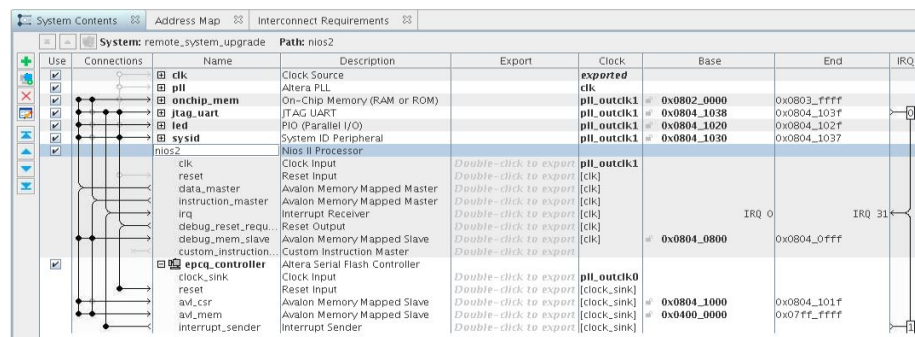 System Contents Address Map Interconnect Requirements
System: remote_system_upgrade Path: nios2
Use Connections Name Description Export Clock Base End IRQ
clk Clock Source exported
pll Altera PLL clk
onchip_mem On-Chip Memory (RAM or ROM) pll_outclk1 0x0802_0000 0x0803_ffff
jtag_uart JTAG UART pll_outclk1 0x0804_1038 0x0804_103f 0
led PIO (Parallel I/O) pll_outclk1 0x0804_1020 0x0804_102f
sysid System ID Peripheral pll_outclk1 0x0804_1030 0x0804_1037
nios2 Nios II Processor
clk Clock Input Double-click to export pll_outclk1
reset Reset Input Double-click to export [clk]
data_master Avalon Memory Mapped Master Double-click to export [clk]
instruction_master Avalon Memory Mapped Master Double-click to export [clk]
irq Interrupt Receiver Double-click to export [clk] IRQ 0 IRQ 31
debug_reset_requ... Reset Output Double-click to export [clk]
debug_mem_slave Avalon Memory Mapped Slave Double-click to export [clk] 0x0804_0800 0x0804_0fff
custom_instruction... Custom Instruction Master Double-click to export
epcq_controller Altera Serial Flash Controller
clock_sink Clock Input Double-click to export pll_outclk0
reset Reset Input Double-click to export [clock_sink]
avl_csr Avalon Memory Mapped Slave Double-click to export [clock_sink] 0x0804_1000 0x0804_101f
avl_mem Avalon Memory Mapped Slave Double-click to export [clock_sink] 0x0400_0000 0x07ff_ffff
interrupt_sender Interrupt Sender Double-click to export [clock_sink] 1